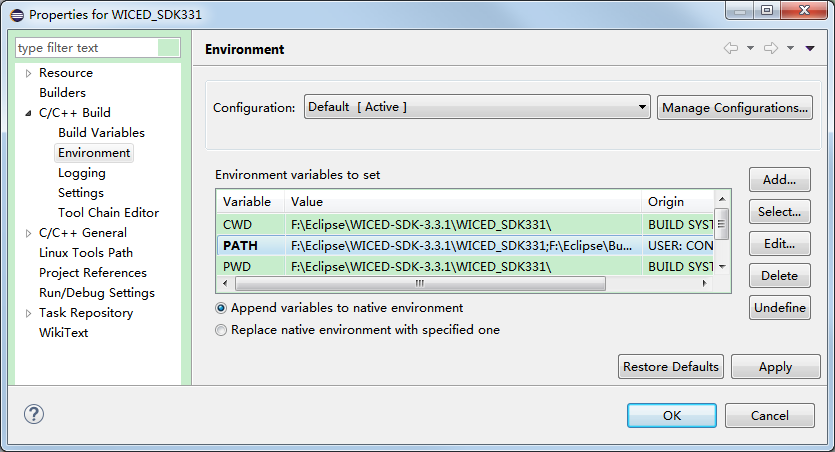 Properties for WICED_SDK331
type filter text
Resource
Builders
C/C++ Build
Build Variables
Environment
Logging
Settings
Tool Chain Editor
C/C++ General
Linux Tools Path
Project References
Run/Debug Settings
Task Repository
WikiText
Environment
Configuration: Default [ Active ] Manage Configurations...
Environment variables to set
Variable Value Origin
CWD F:\Eclipse\WICED-SDK-3.3.1\WICED_SDK331\ BUILD SYST
PATH F:\Eclipse\WICED-SDK-3.3.1\WICED_SDK331;F:\Eclipse\Bu... USER: CON
PWD F:\Eclipse\WICED-SDK-3.3.1\WICED_SDK331\ BUILD SYST
Add...
Select...
Edit...
Delete
Undefine
Append variables to native environment
Replace native environment with specified one
Restore Defaults Apply
? OK Cancel